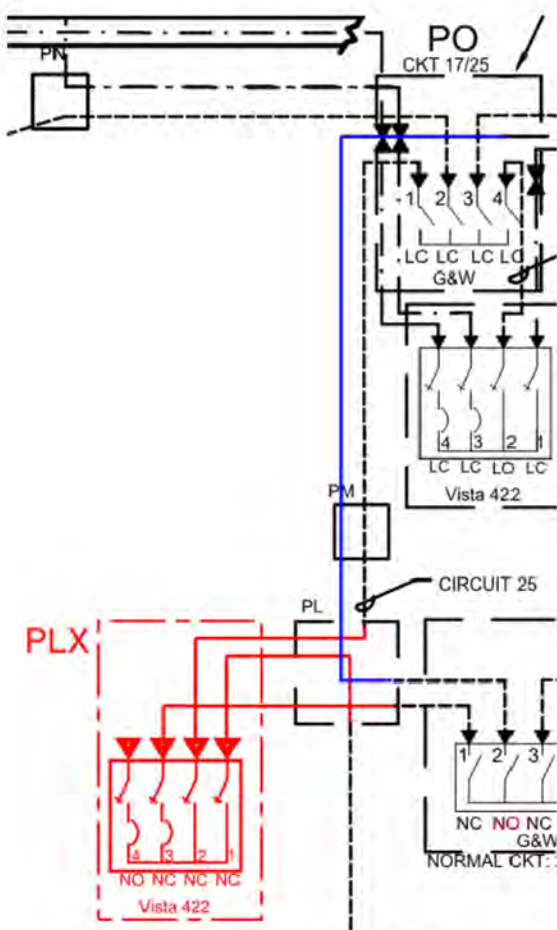 PN
PO
CKT 17/25
1 2 3 4
LC LC LC LC
G&W
4 3 2 1
LC LC LO LC
Vista 422
PM
CIRCUIT 25
PL
PLX
1 2 3
NC NO NC
G&W
NORMAL CKT:
4 3 2 1
NO NC NC NC
Vista 422